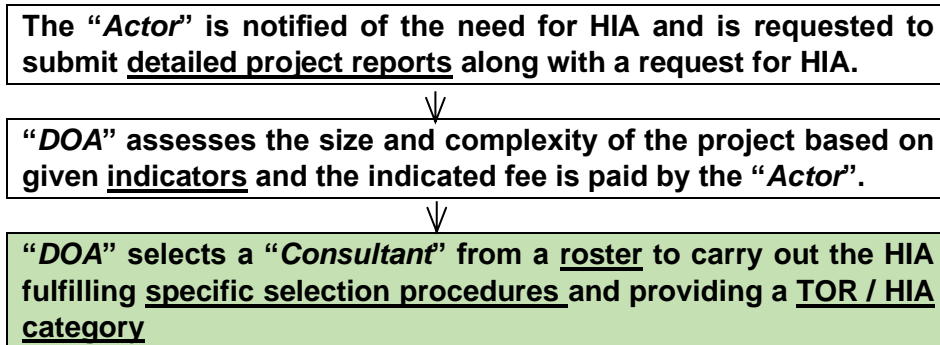 The “Actor” is notified of the need for HIA and is requested to
submit detailed project reports along with a request for HIA.
“DOA” assesses the size and complexity of the project based on
given indicators and the indicated fee is paid by the “Actor”.
“DOA” selects a “Consultant” from a roster to carry out the HIA
fulfilling specific selection procedures and providing a TOR / HIA
category